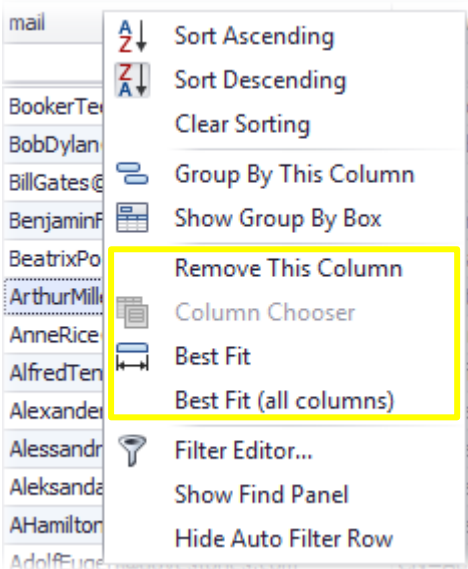 mail
Sort Ascending
Sort Descending
Clear Sorting
Group By This Column
Show Group By Box
Remove This Column
Column Chooser
Best Fit
Best Fit (all columns)
Filter Editor...
Show Find Panel
Hide Auto Filter Row
BookerTe
BobDylan
BillGates@
Benjamin
BeatrixPo
ArthurMill
AnneRice
AlfredTen
Alexander
Alessandr
Aleksanda
AHamilton